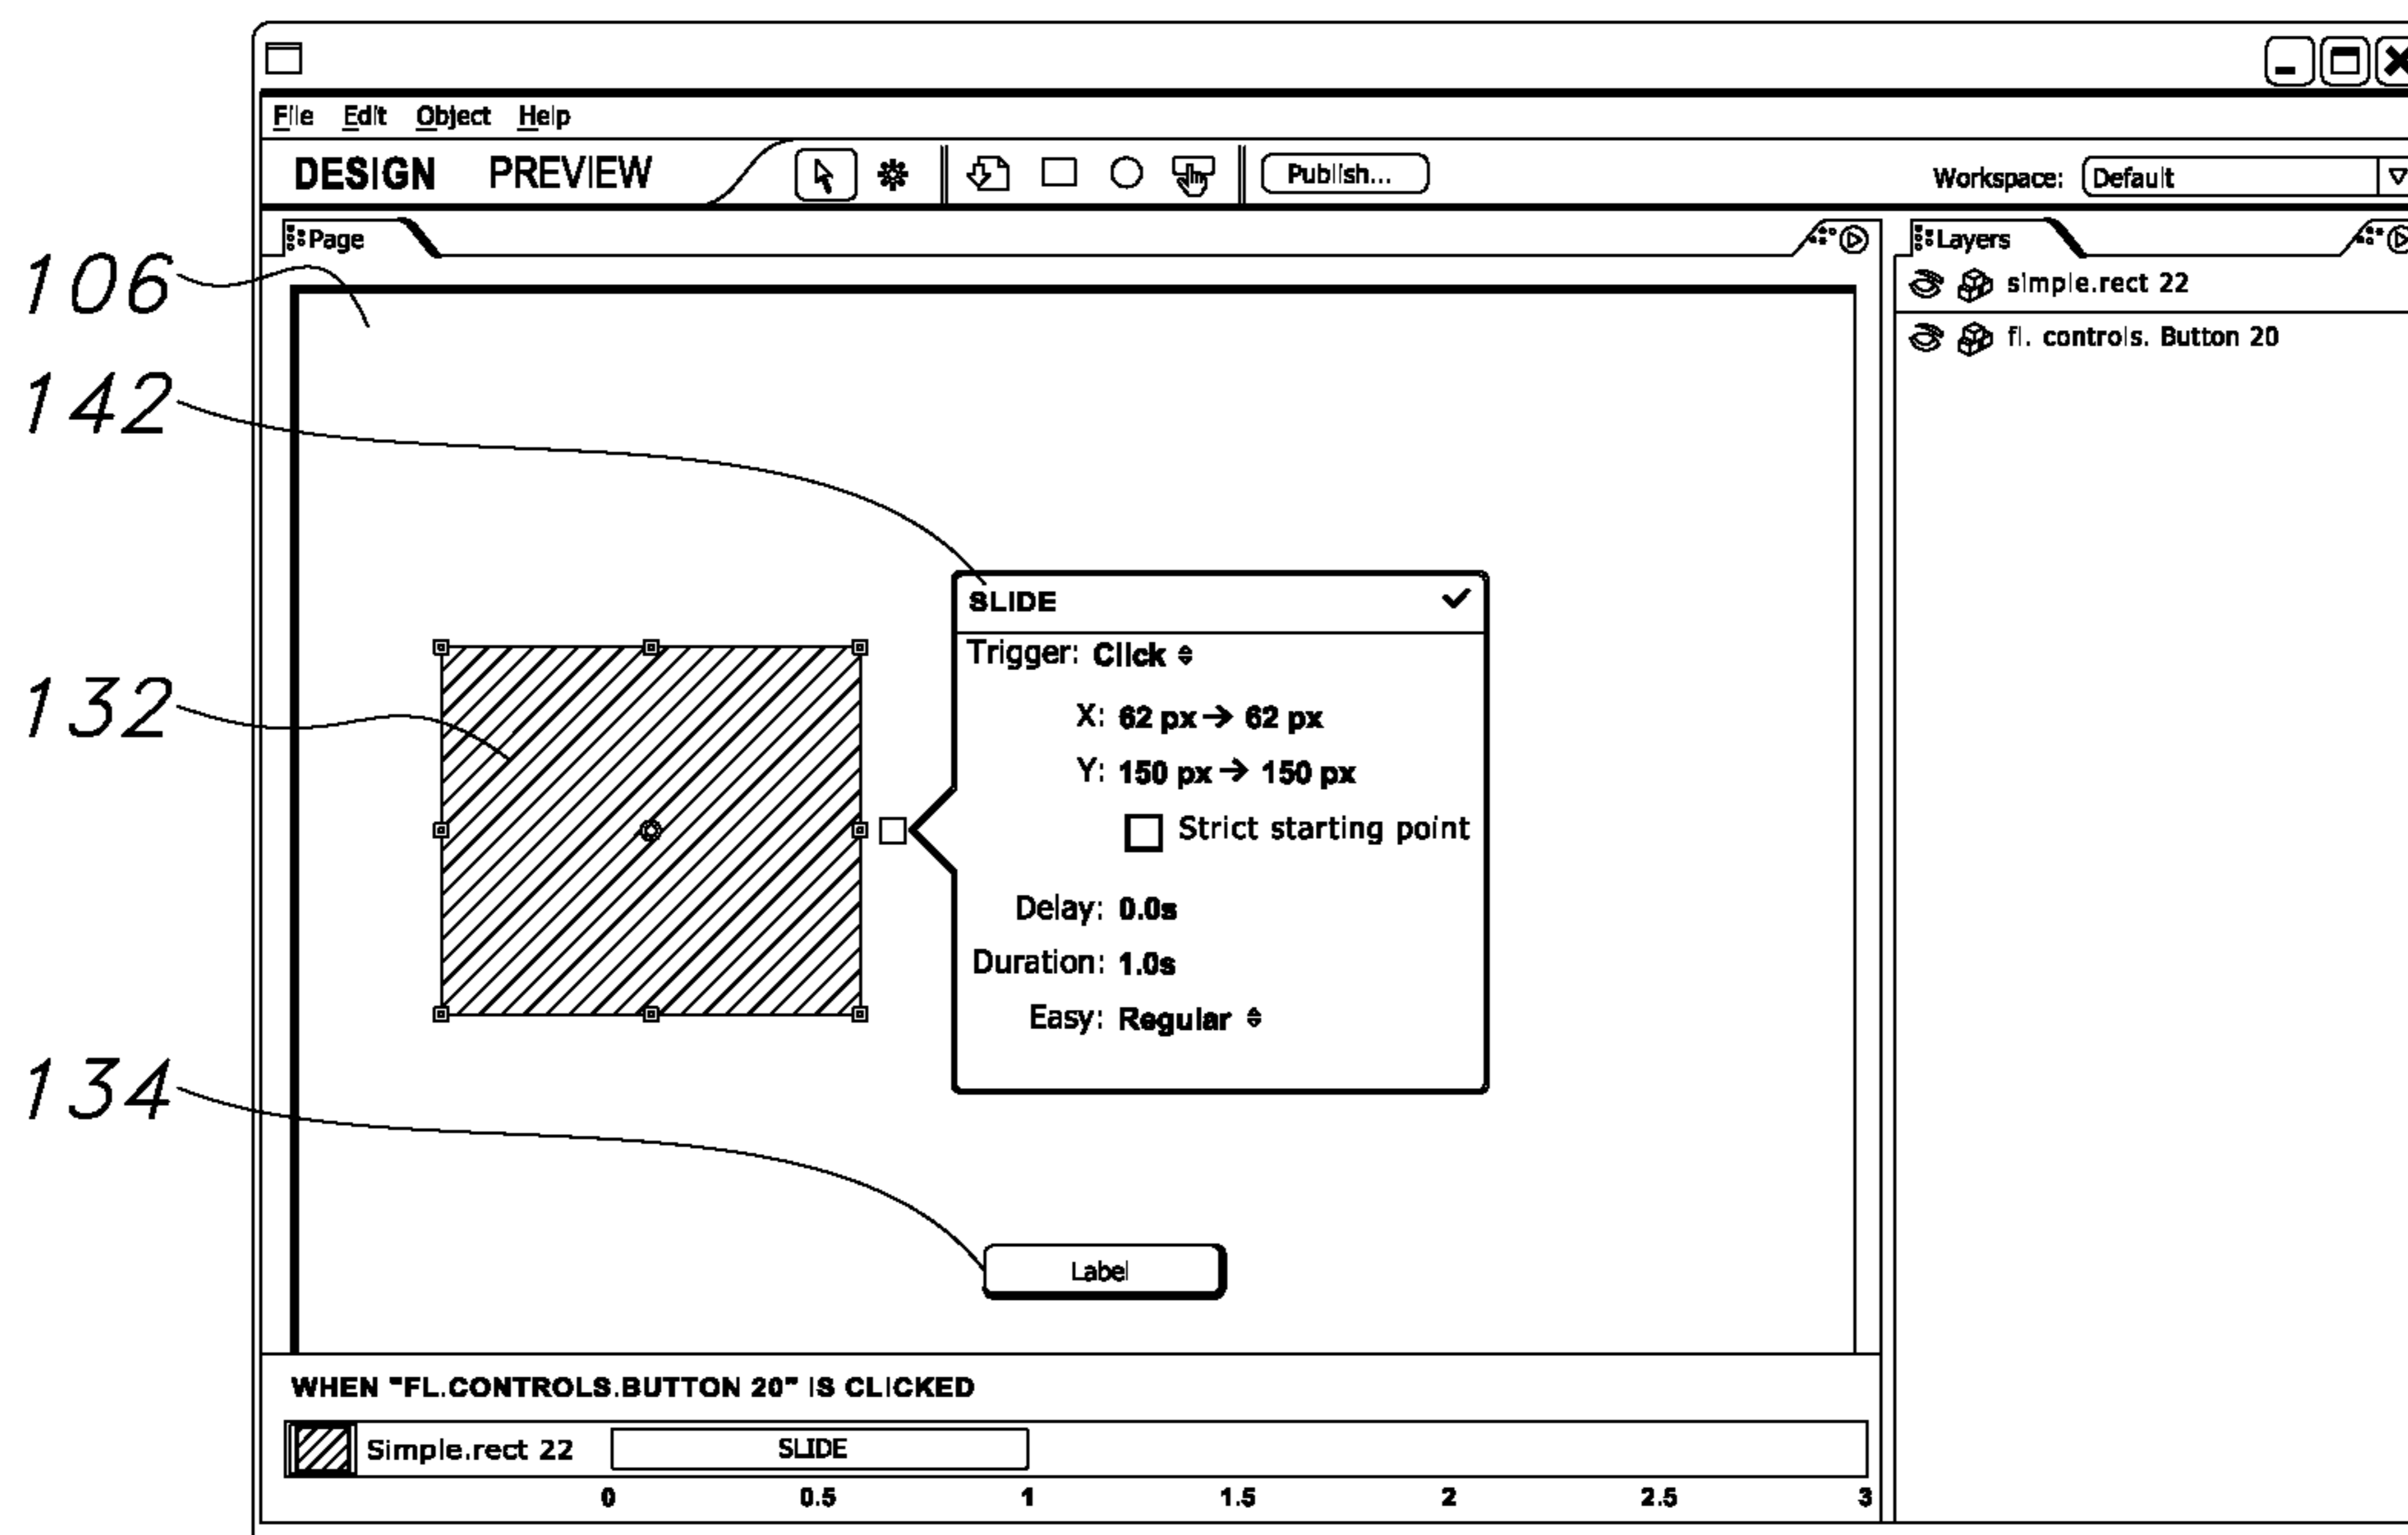 File Edit Object Help
DESIGN PREVIEW Publish... Workspace: Default
Page
Layers
106
simple.rect 22
fl. controls. Button 20
142
SLIDE
Trigger: Click
132
X: 62 px → 62 px
Y: 150 px → 150 px
Strict starting point
Delay: 0.0s
Duration: 1.0s
Easy: Regular
134
Label
WHEN "FL.CONTROLS.BUTTON 20" IS CLICKED
Simple.rect 22 SLIDE
0 0.5 1 1.5 2 2.5 3